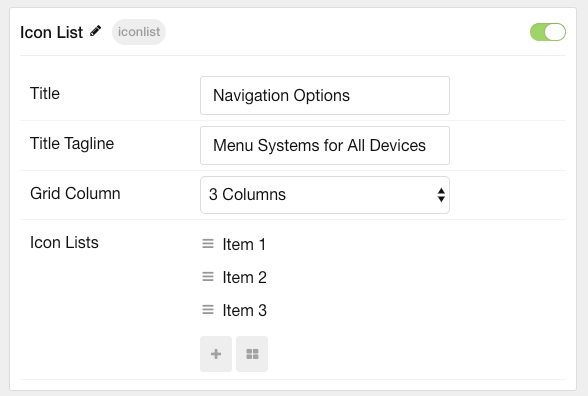 Icon List iconlist
Title Navigation Options
Title Tagline Menu Systems for All Devices
Grid Column 3 Columns
Icon Lists Item 1
Item 2
Item 3